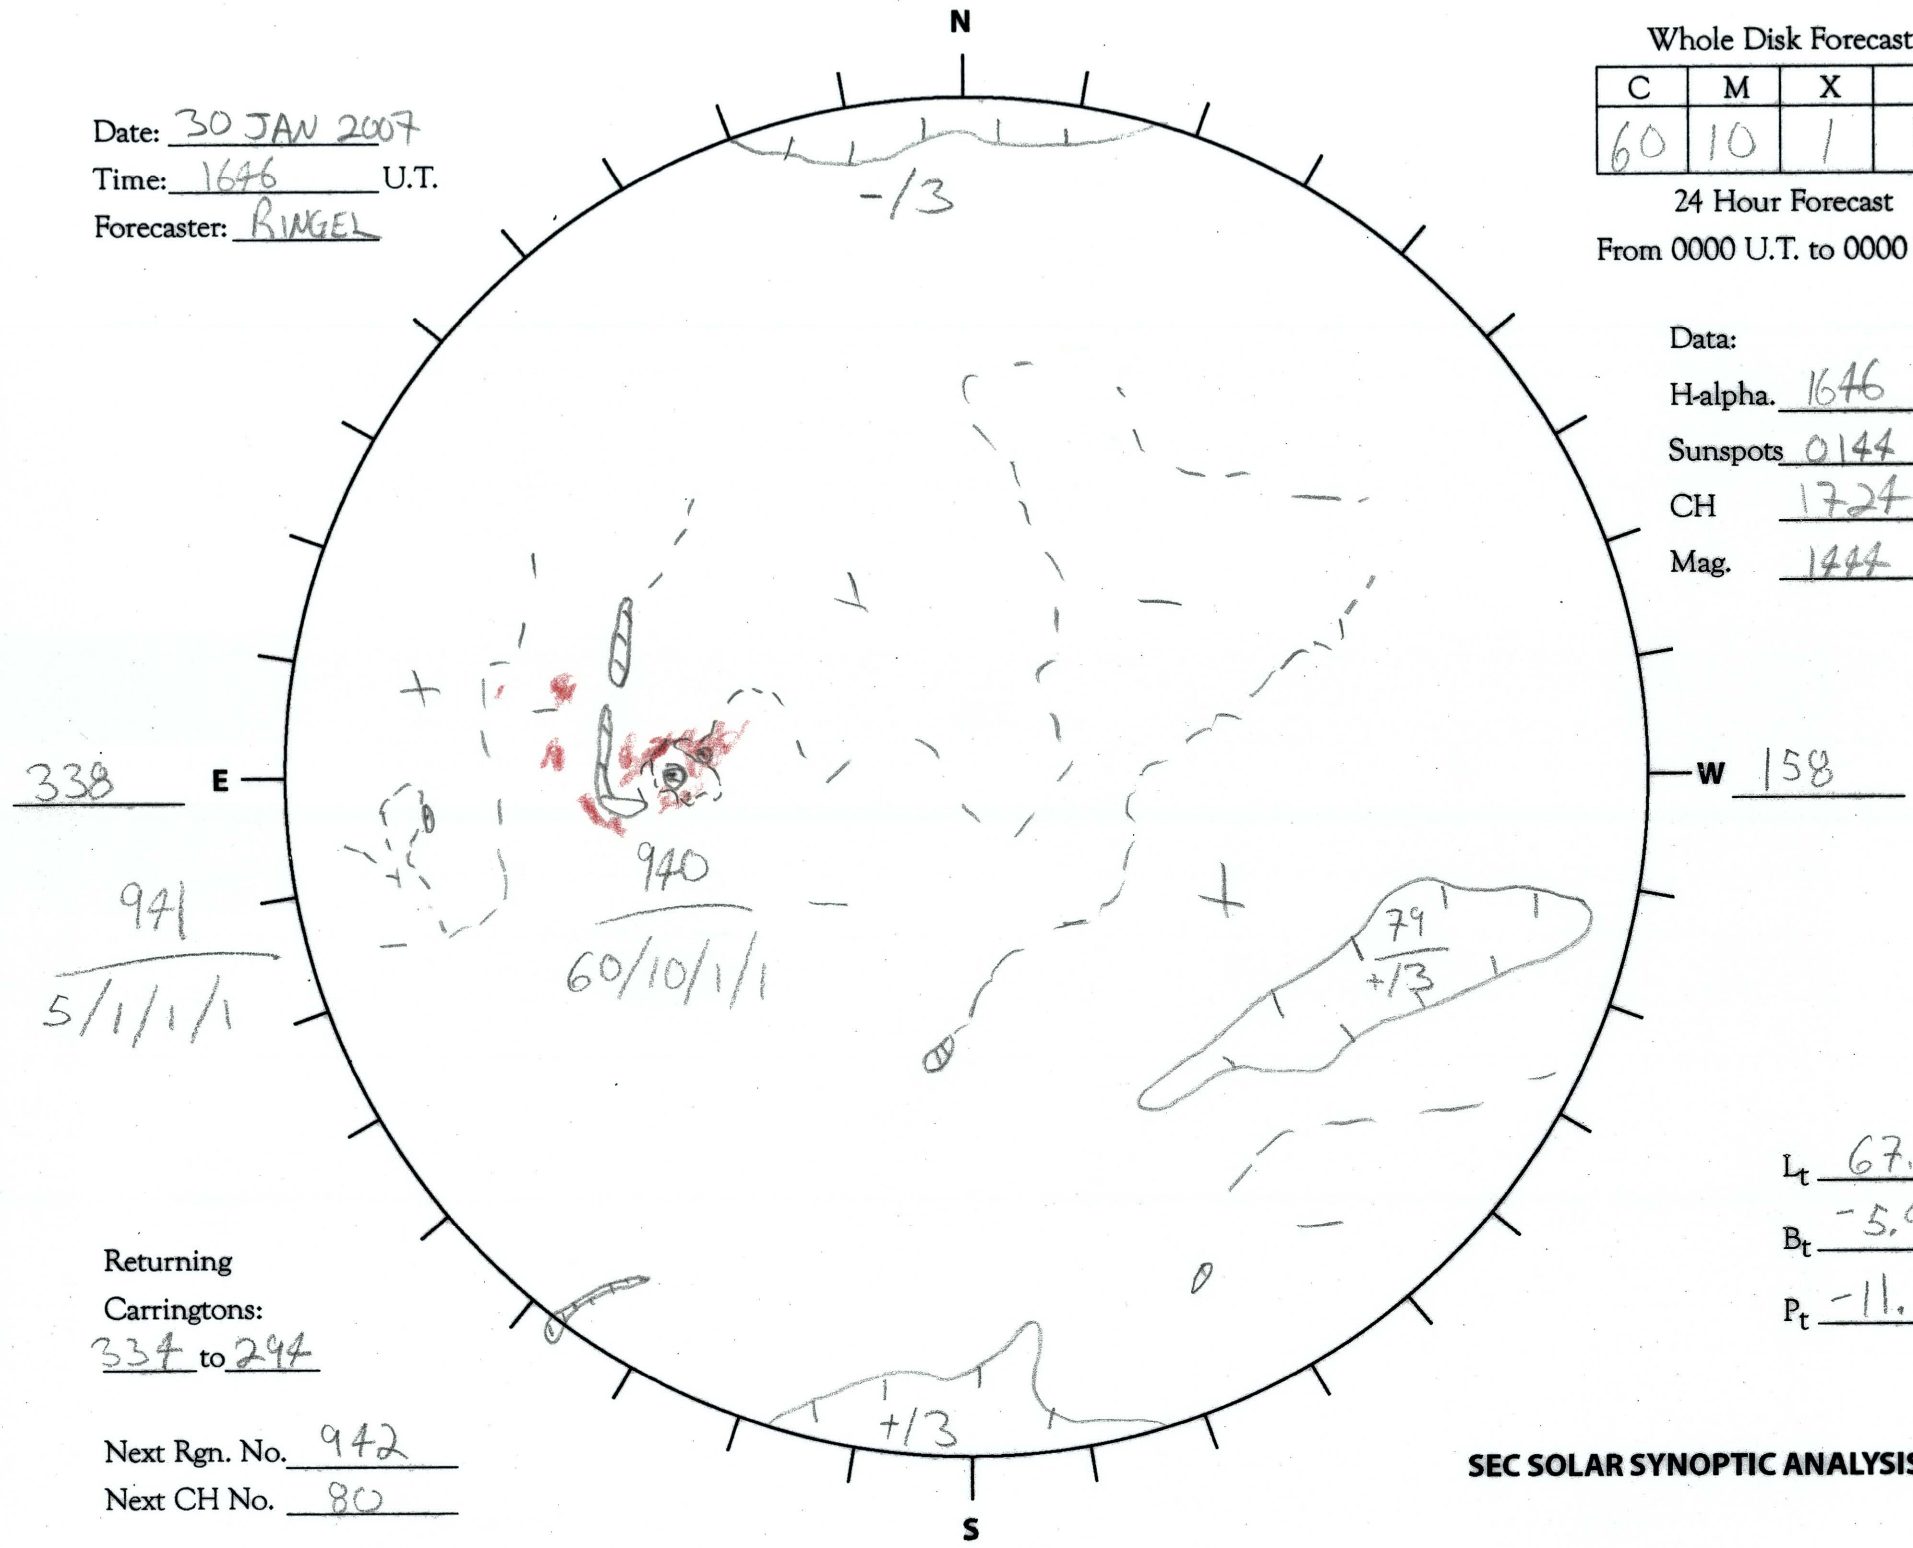 N
Whole Disk Forecast
C M X
60 10 1
24 Hour Forecast
From 0000 U.T. to 0000
Date: 30 JAN 2007
Time: 1646 U.T.
Forecaster: RINGEL
-/3
Data:
H-alpha. 1646
Sunspots 0144
CH 1724
Mag. 1444
+
-
-
338 E
W 158
940
60/10/1/1
941
5/1/1/1
-
-
+
79
+/3
-
Lt 67.
Bt -5.
Pt -11.
Returning
Carringtons:
334 to 294
+/3
Next Rgn. No. 942
Next CH No. 80
SEC SOLAR SYNOPTIC ANALYSIS
S